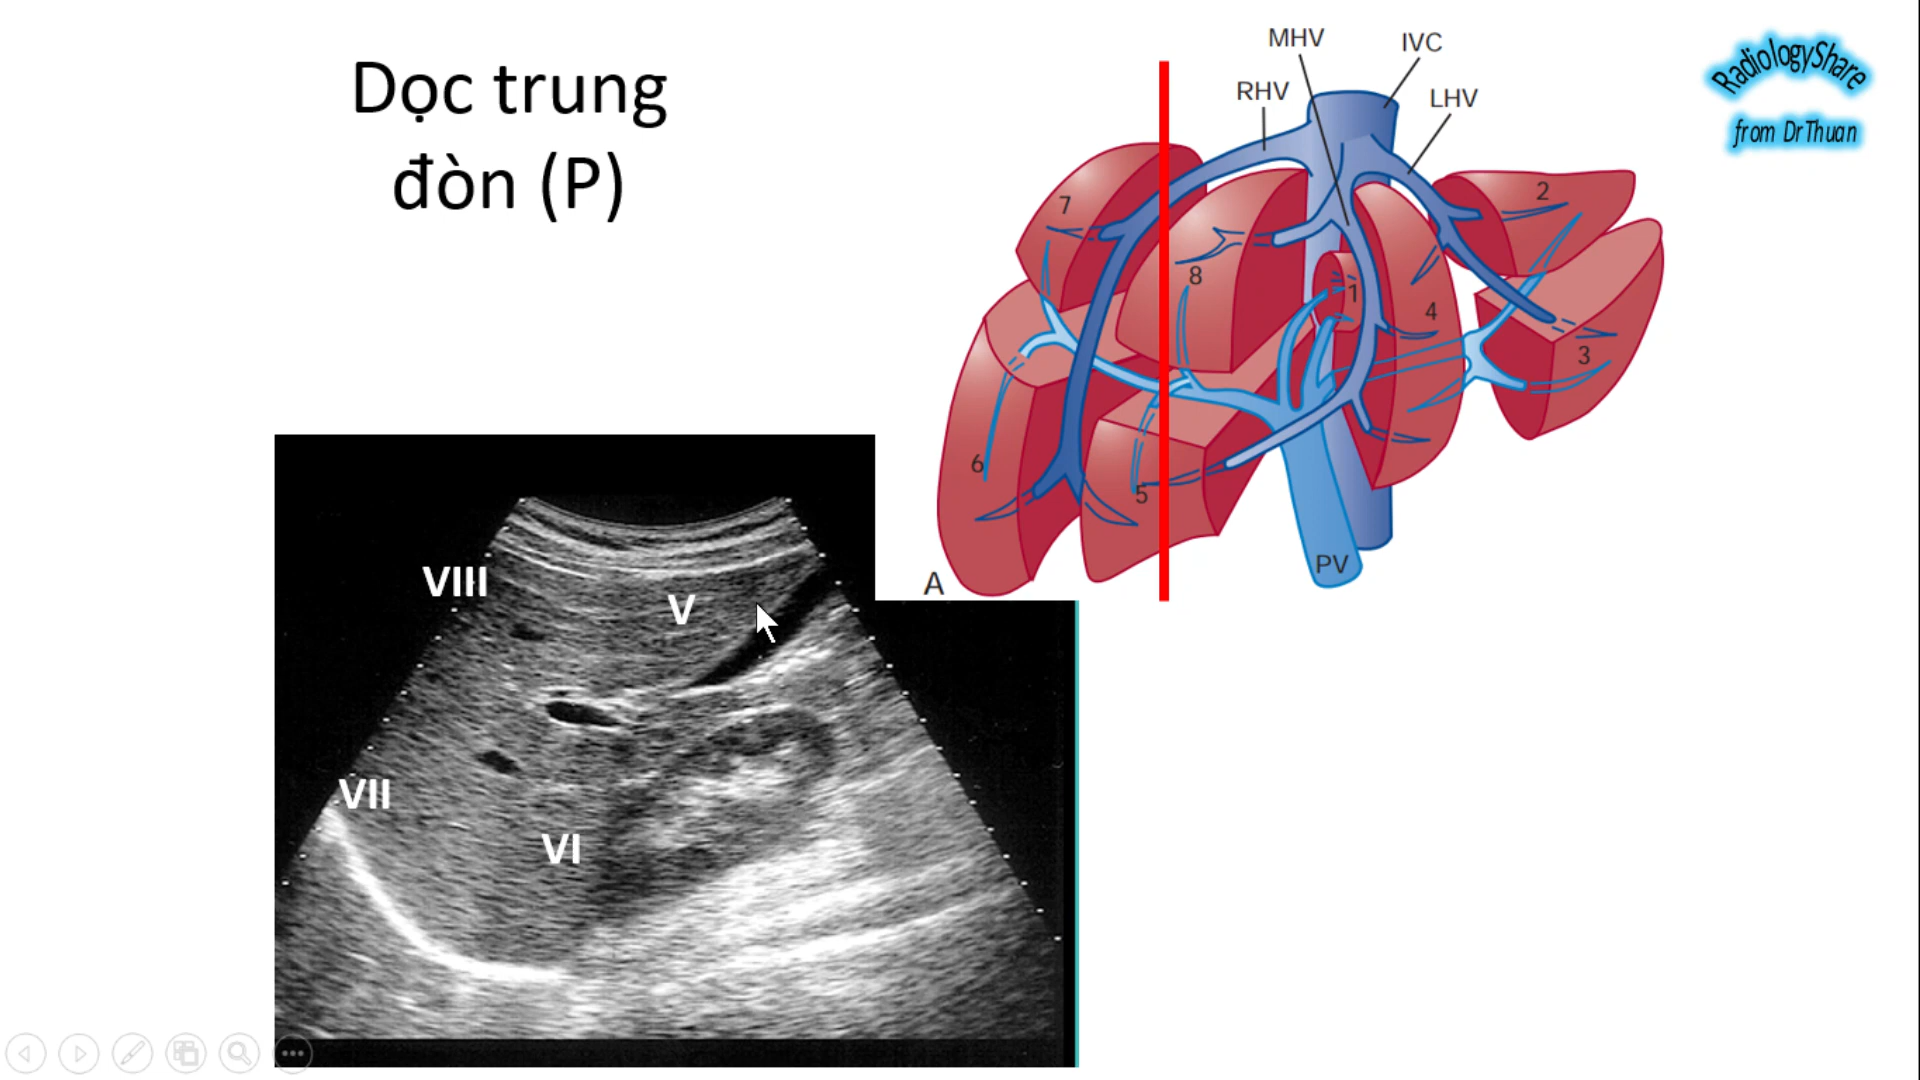 Dọc trung
đòn (P)
RadiologyShare
from DrThuan
MHV
IVC
RHV
LHV
7
2
8
1
4
3
6
5
PV
A
VIII
V
VII
VI